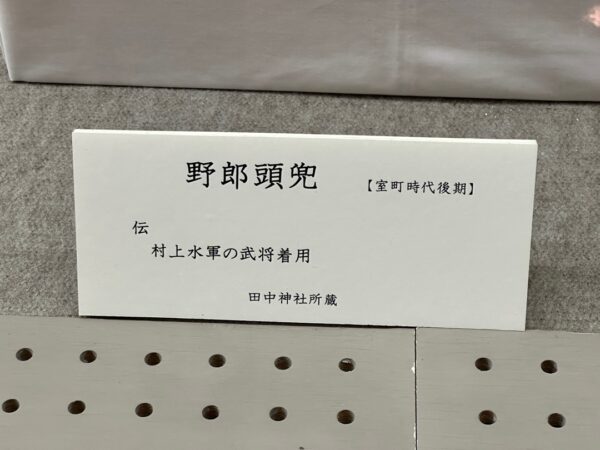 野郎頭兜 【室町時代後期】
伝
村上水軍の武将着用
田中神社所蔵